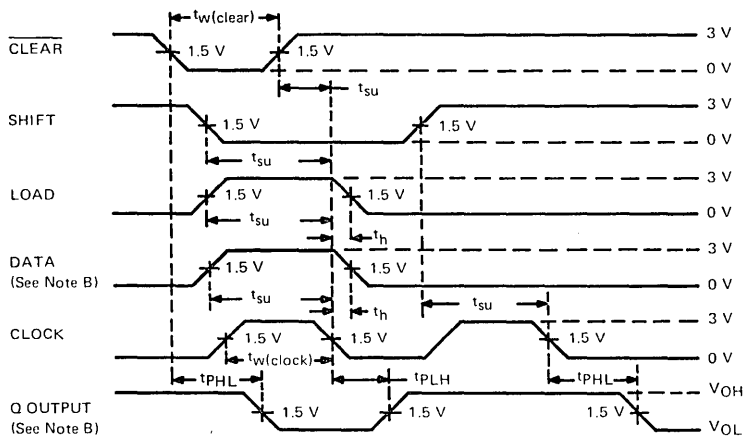 tw(clear)
CLEAR 1.5 V 1.5 V 3 V
0 V
tsu
SHIFT 1.5 V 1.5 V 3 V
0 V
tsu
LOAD 1.5 V 1.5 V 3 V
0 V
tsu th
DATA 1.5 V 1.5 V 3 V
(See Note B) 0 V
tsu th tsu
CLOCK 1.5 V 1.5 V 1.5 V 3 V
0 V
tw(clock)
tPHL tPLH tPHL
VOH
Q OUTPUT 1.5 V 1.5 V 1.5 V
(See Note B) VOL